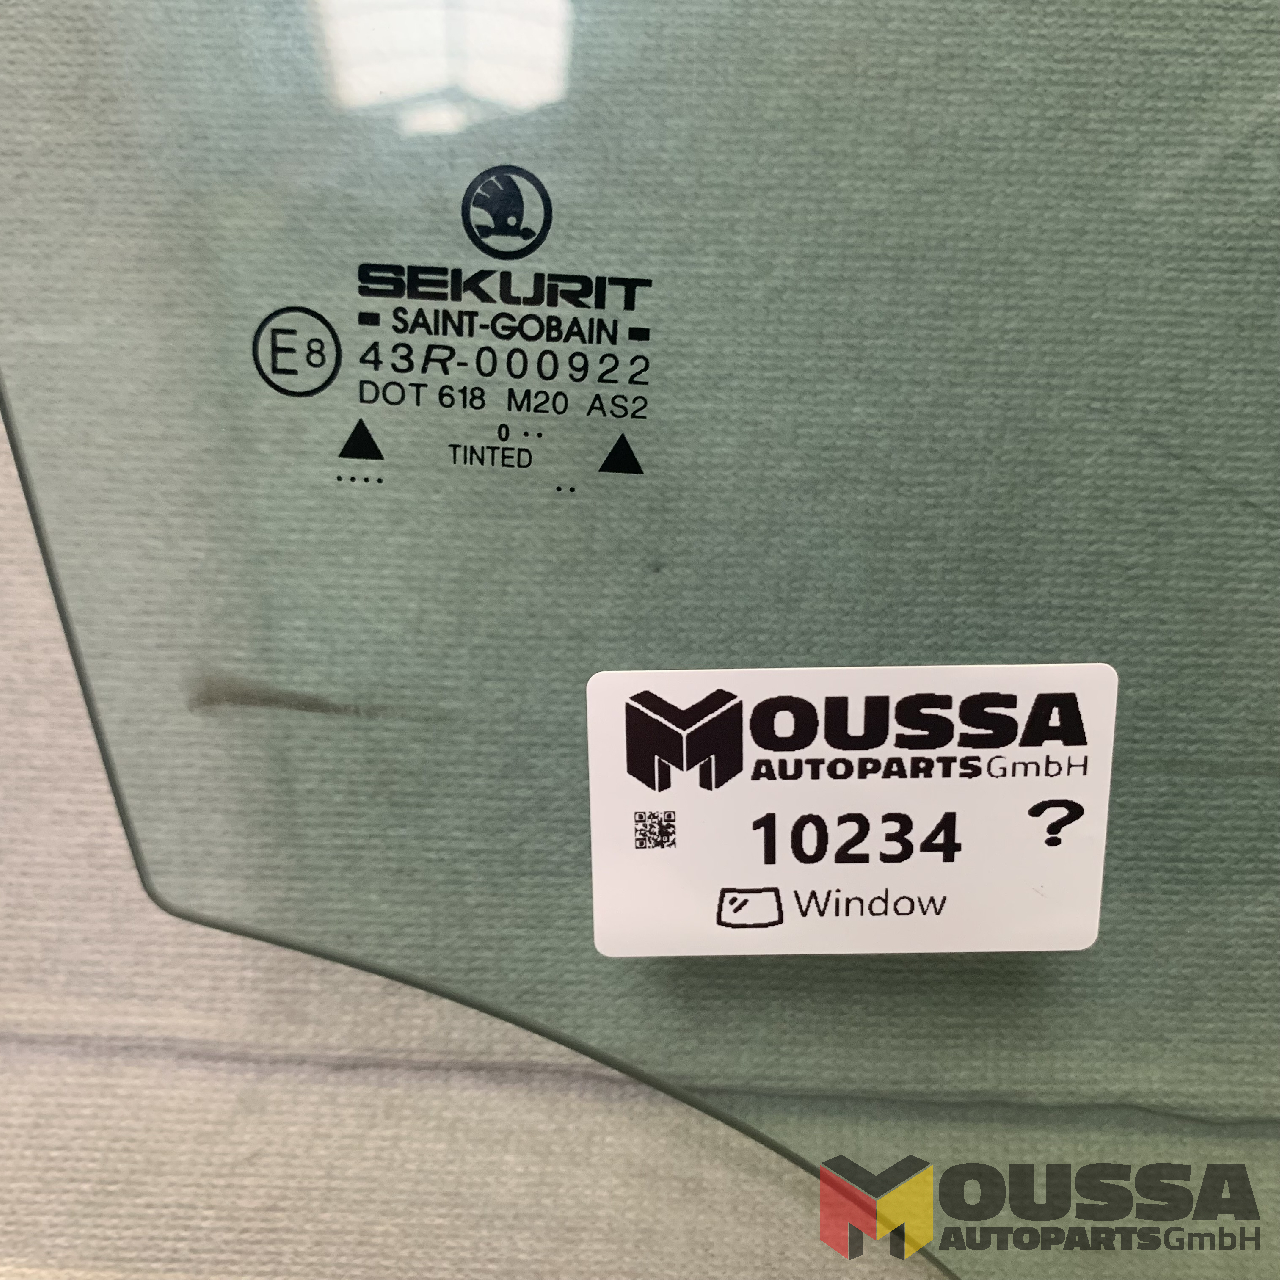 SEKURIT
SAINT-GOBAIN
E8
43R-000922
DOT 618 M20 AS2
0 ..
TINTED
.... ..
MOUSSA
AUTOPARTS GmbH
10234 ?
Window
MOUSSA
AUTOPARTS GmbH